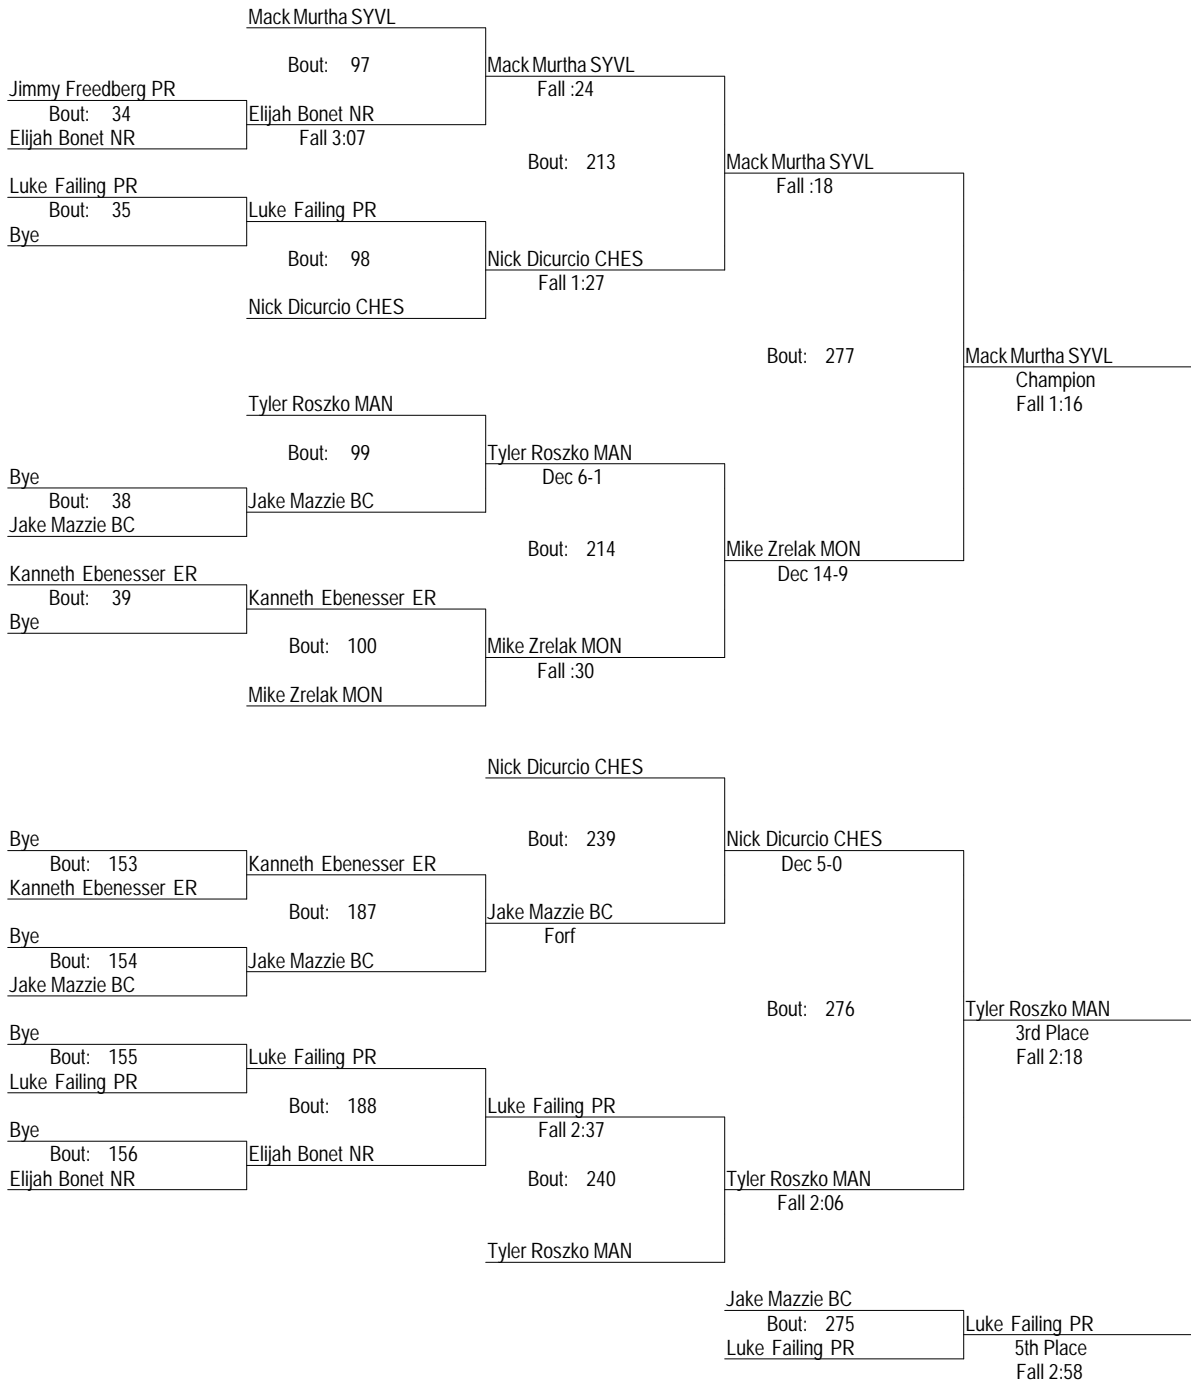 Mack Murtha SYVL
Bout: 97
Mack Murtha SYVL
Fall :24
Jimmy Freedberg PR
Bout: 34
Elijah Bonet NR
Elijah Bonet NR
Fall 3:07
Bout: 213
Mack Murtha SYVL
Fall :18
Luke Failing PR
Bout: 35
Bye
Luke Failing PR
Bout: 98
Nick Dicurcio CHES
Fall 1:27
Nick Dicurcio CHES
Bout: 277
Mack Murtha SYVL
Champion
Fall 1:16
Tyler Roszko MAN
Bout: 99
Tyler Roszko MAN
Dec 6-1
Bye
Bout: 38
Jake Mazzie BC
Jake Mazzie BC
Bout: 214
Mike Zrelak MON
Dec 14-9
Kanneth Ebenesser ER
Bout: 39
Bye
Kanneth Ebenesser ER
Bout: 100
Mike Zrelak MON
Fall :30
Mike Zrelak MON
Nick Dicurcio CHES
Bout: 239
Nick Dicurcio CHES
Dec 5-0
Bye
Bout: 153
Kanneth Ebenesser ER
Kanneth Ebenesser ER
Bout: 187
Jake Mazzie BC
Forf
Bye
Bout: 154
Jake Mazzie BC
Jake Mazzie BC
Bout: 276
Tyler Roszko MAN
3rd Place
Fall 2:18
Bye
Bout: 155
Luke Failing PR
Luke Failing PR
Bout: 188
Luke Failing PR
Fall 2:37
Bye
Bout: 156
Elijah Bonet NR
Elijah Bonet NR
Bout: 240
Tyler Roszko MAN
Fall 2:06
Tyler Roszko MAN
Jake Mazzie BC
Bout: 275
Luke Failing PR
Luke Failing PR
5th Place
Fall 2:58